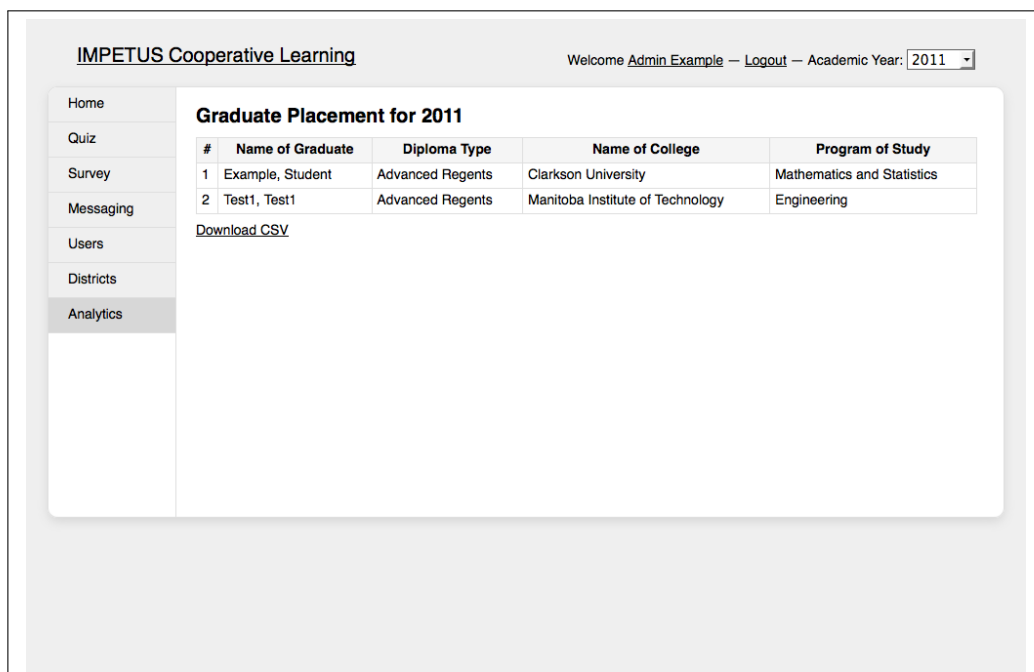 IMPETUS Cooperative Learning
Welcome Admin Example — Logout — Academic Year: 2011
Home
Quiz
Survey
Messaging
Users
Districts
Analytics
Graduate Placement for 2011
# Name of Graduate Diploma Type Name of College Program of Study
1 Example, Student Advanced Regents Clarkson University Mathematics and Statistics
2 Test1, Test1 Advanced Regents Manitoba Institute of Technology Engineering
Download CSV